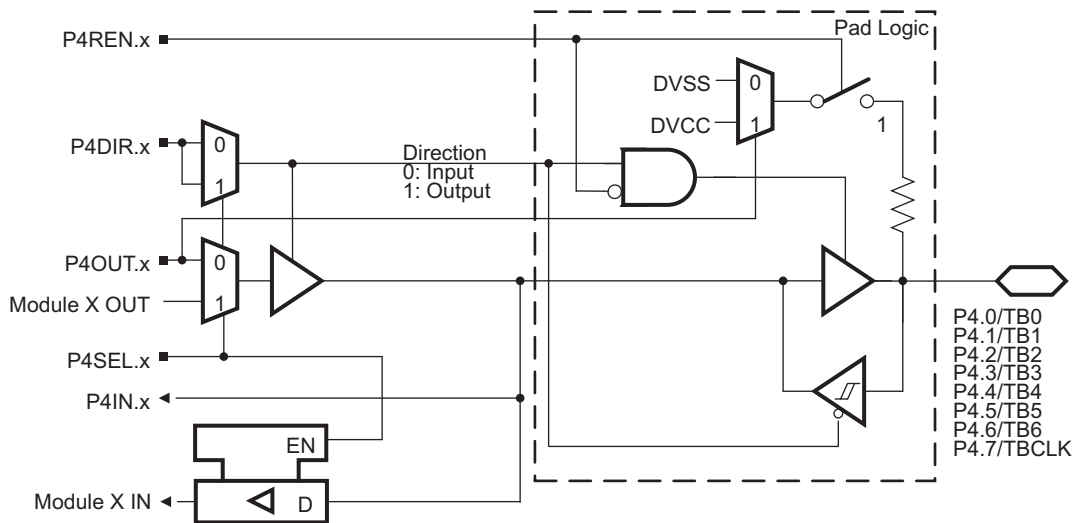 Pad Logic
P4REN.x
DVSS
0
DVCC
1
1
P4DIR.x
0
1
Direction
0: Input
1: Output
P4OUT.x
0
Module X OUT
1
P4SEL.x
P4IN.x
EN
Module X IN
D
P4.0/TB0
P4.1/TB1
P4.2/TB2
P4.3/TB3
P4.4/TB4
P4.5/TB5
P4.6/TB6
P4.7/TBCLK